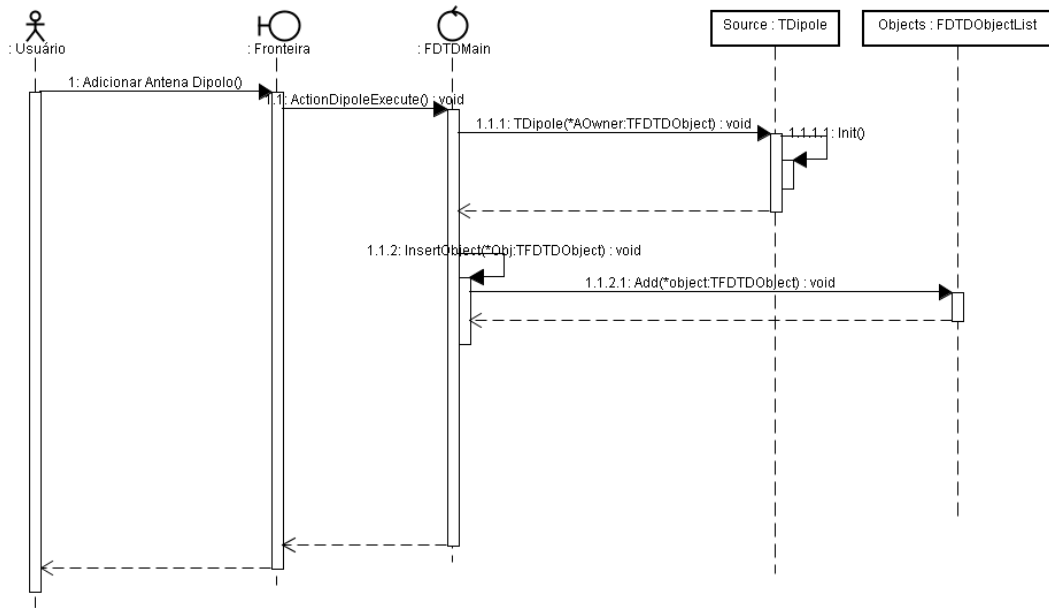 : Usuário
: Fronteira
: FDTDMain
Source : TDipole
Objects : FDTDObjectList
1: Adicionar Antena Dipolo()
1.1: ActionDipoleExecute() : void
1.1.1: TDipole(*AOwner:TFDTDObject) : void
1.1.1.1: Init()
1.1.2: InsertObject(*Obj:TFDTDObject) : void
1.1.2.1: Add(*object:TFDTDObject) : void